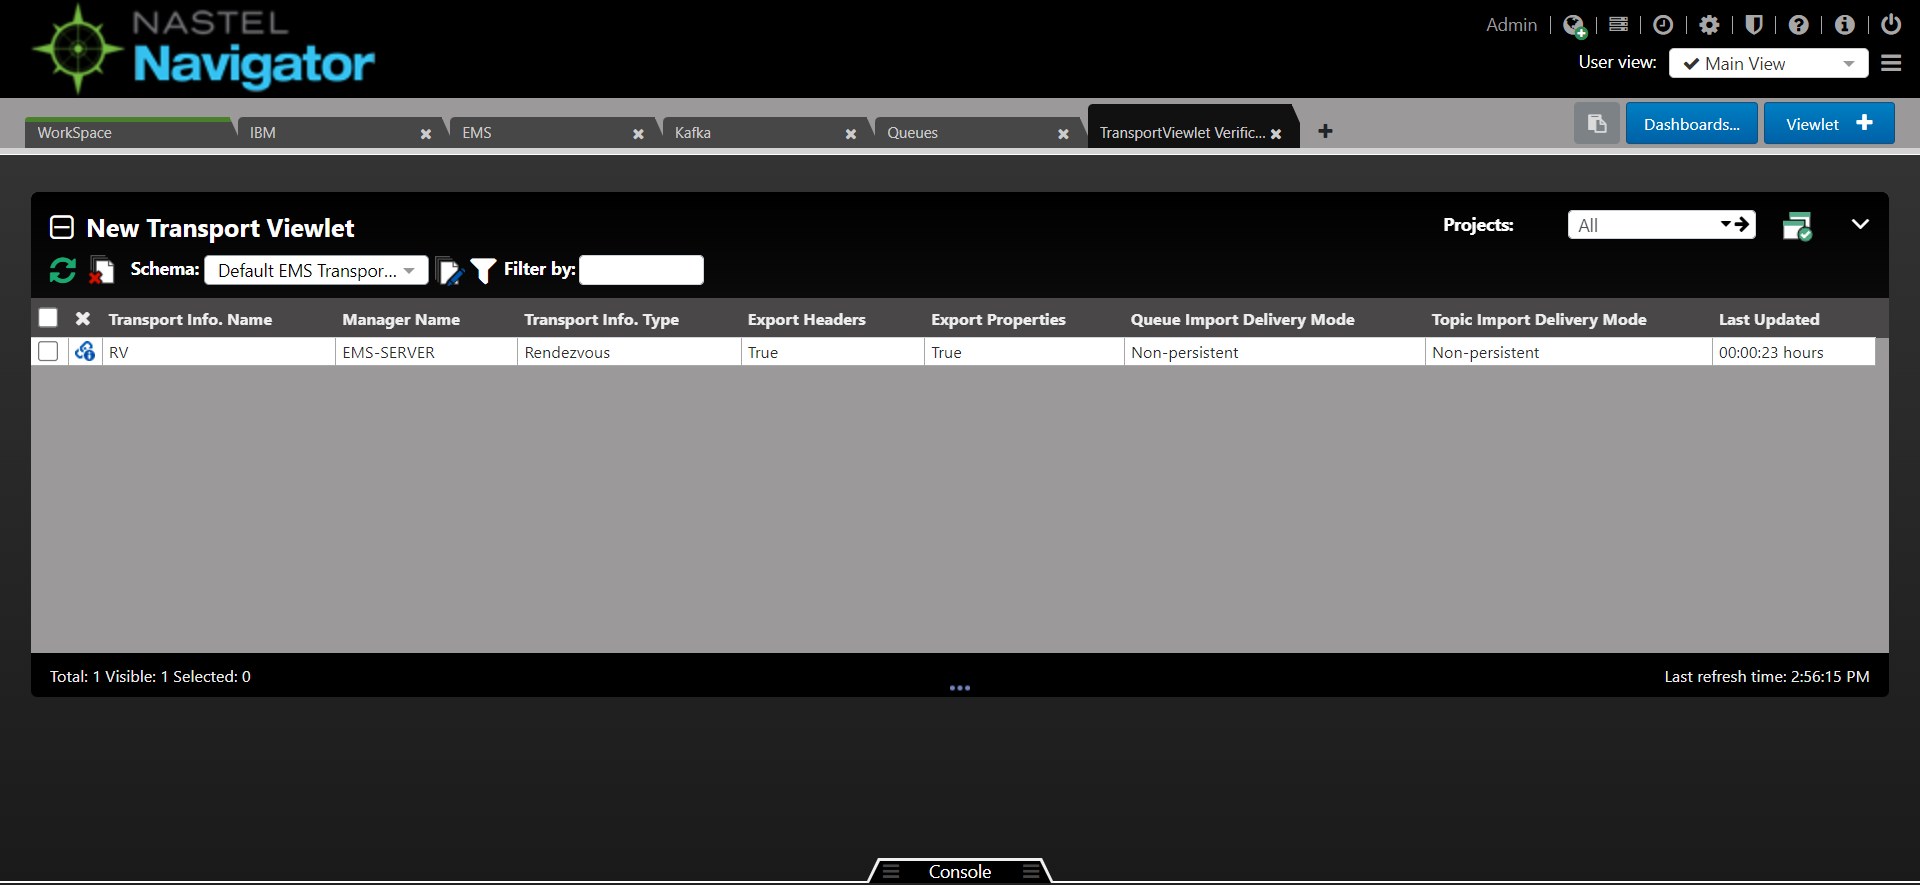 NASTEL
Navigator
Admin
User view: Main View
WorkSpace IBM EMS Kafka Queues TransportViewlet Verific...
Dashboards... Viewlet
New Transport Viewlet
Projects: All
Schema: Default EMS Transpor... Filter by:
Transport Info. Name Manager Name Transport Info. Type Export Headers Export Properties Queue Import Delivery Mode Topic Import Delivery Mode Last Updated
RV EMS-SERVER Rendezvous True True Non-persistent Non-persistent 00:00:23 hours
Total: 1 Visible: 1 Selected: 0
Last refresh time: 2:56:15 PM
Console